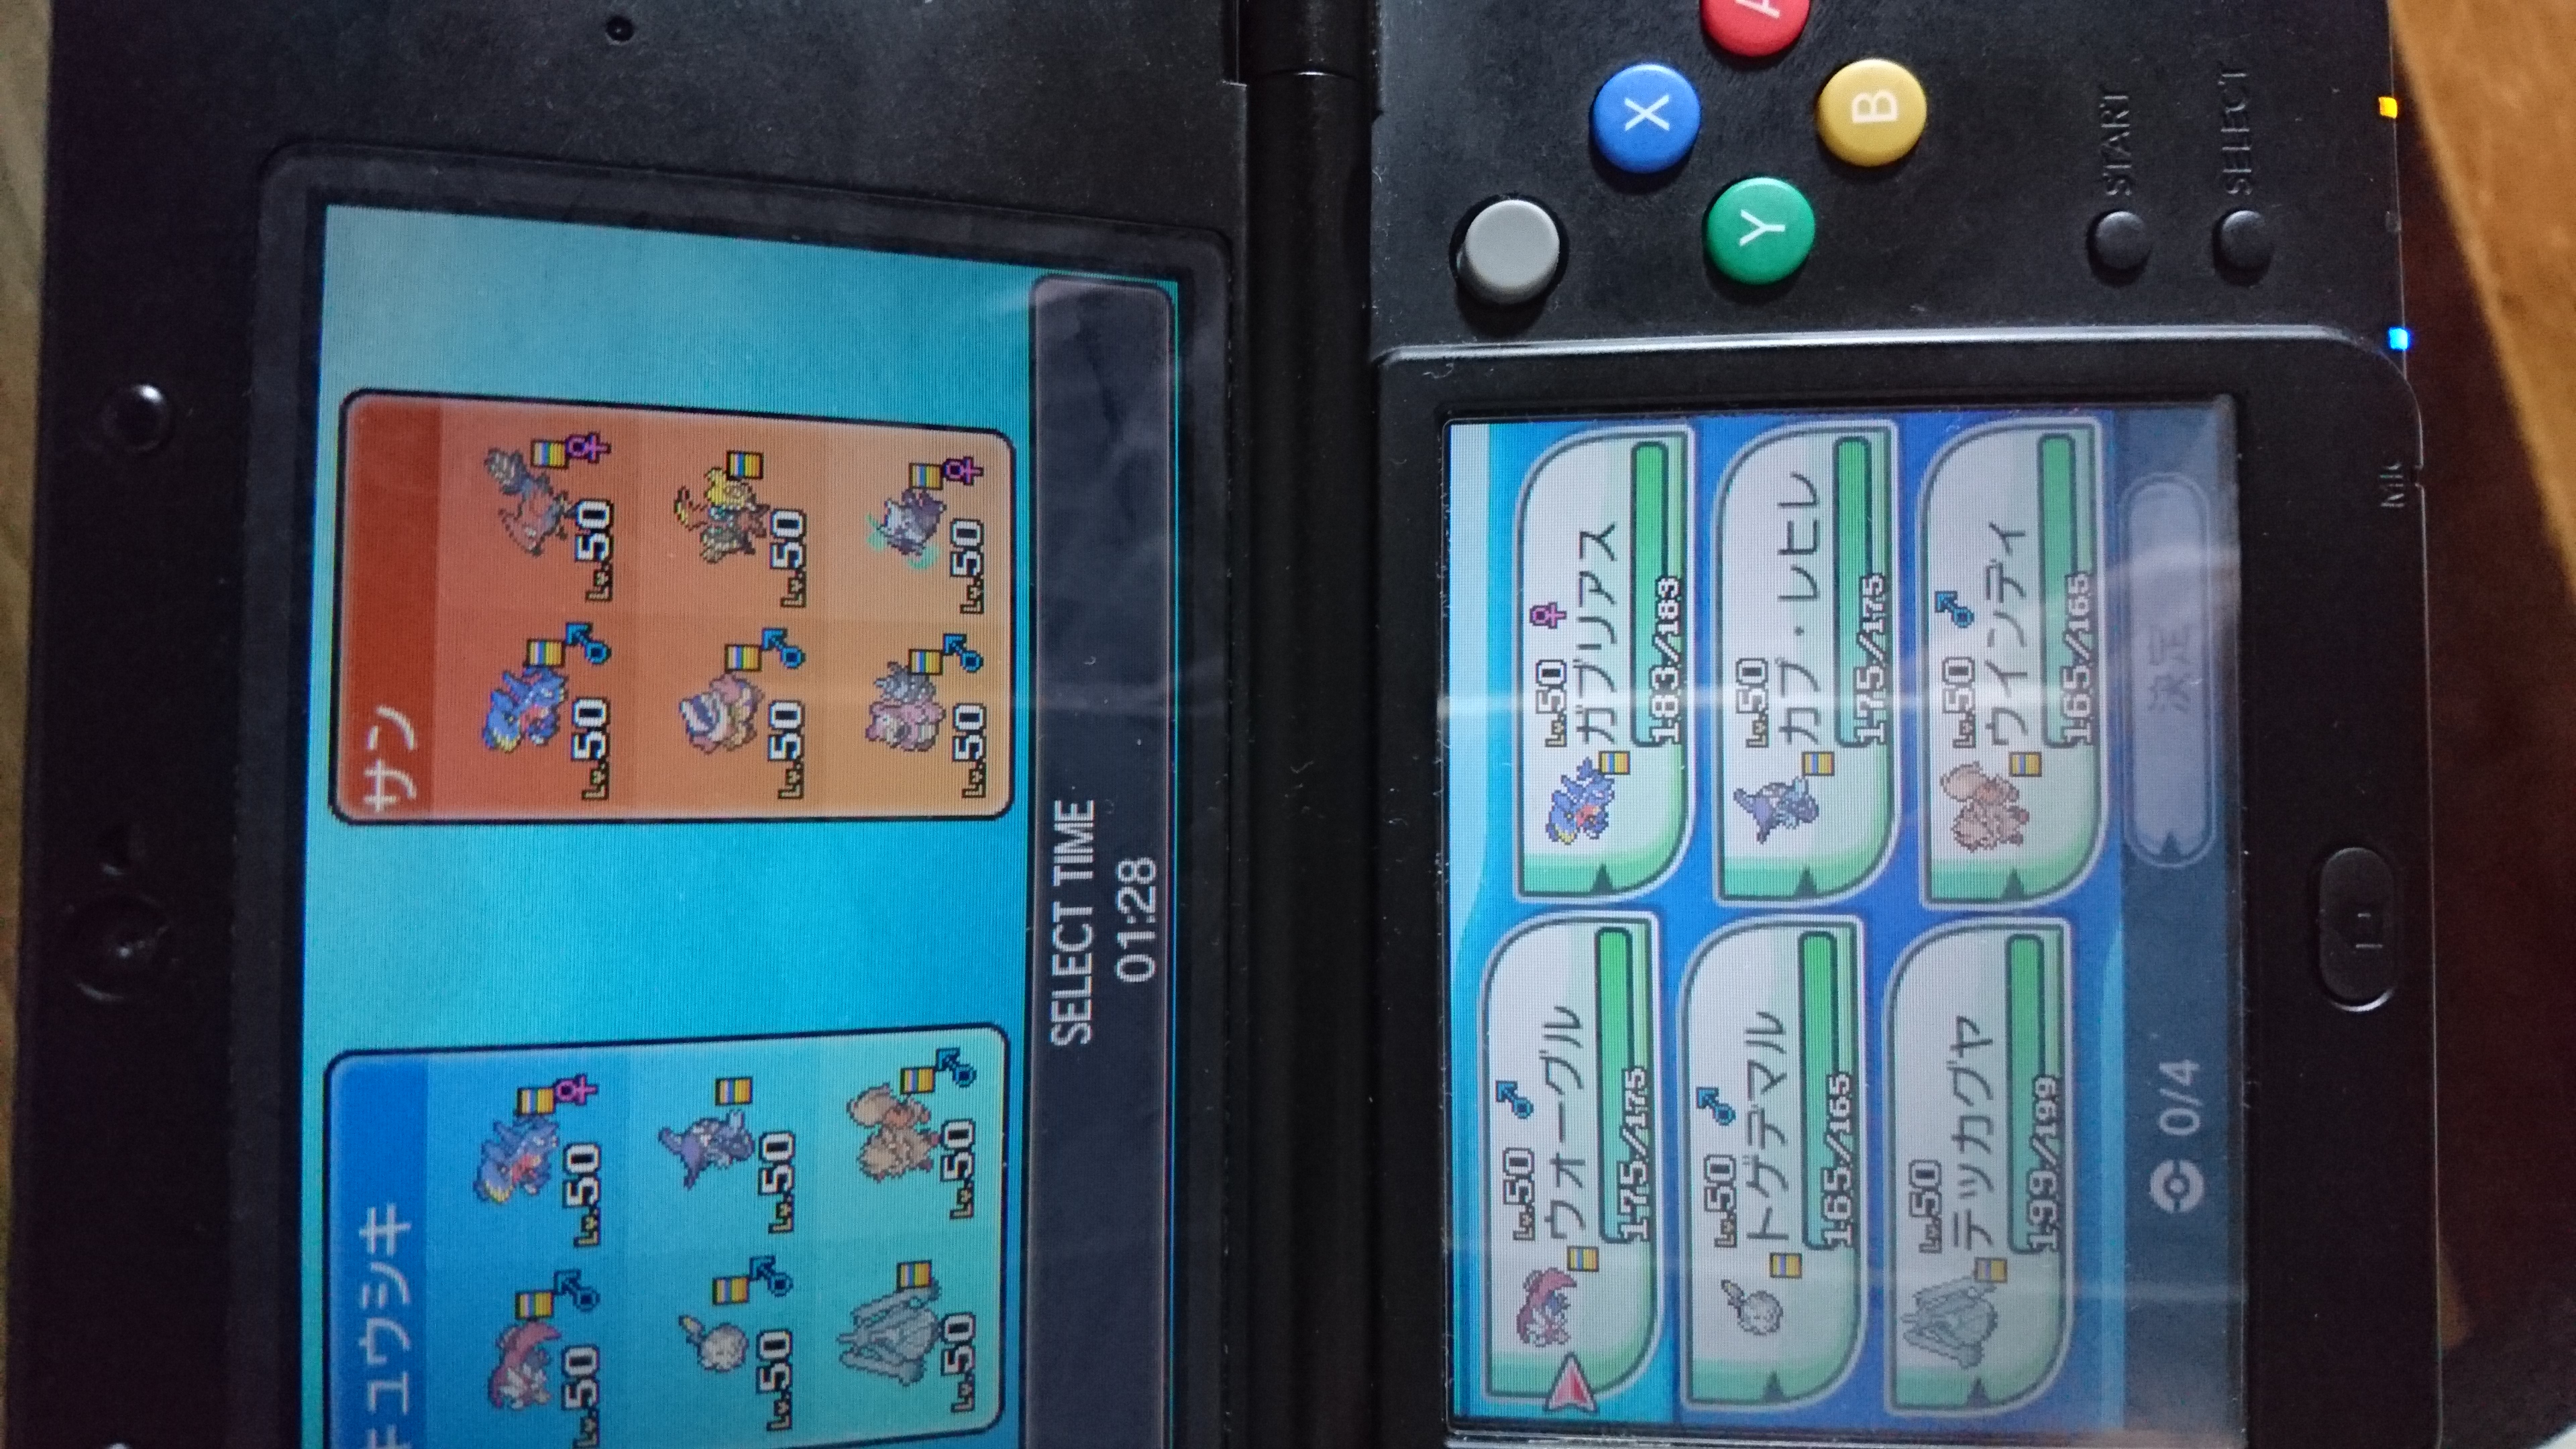 キュウシキ
サン
Lv.50 ♂ Lv.50 ♀
Lv.50 ♂ Lv.50 ♀
Lv.50 ♂ Lv.50
Lv.50 ♂ Lv.50
Lv.50 Lv.50 ♂
Lv.50 ♂ Lv.50 ♀
SELECT TIME
01:28
Lv.50 ♂
ウォーグル
175/175
Lv.50 ♀
ガブリアス
183/183
Lv.50 ♂
トゲデマル
165/165
Lv.50
カプ・レヒレ
175/175
Lv.50
テッカグヤ
199/199
Lv.50 ♂
ウインディ
165/165
0/4
決定
X
Y
A
B
START
SELECT
MIC